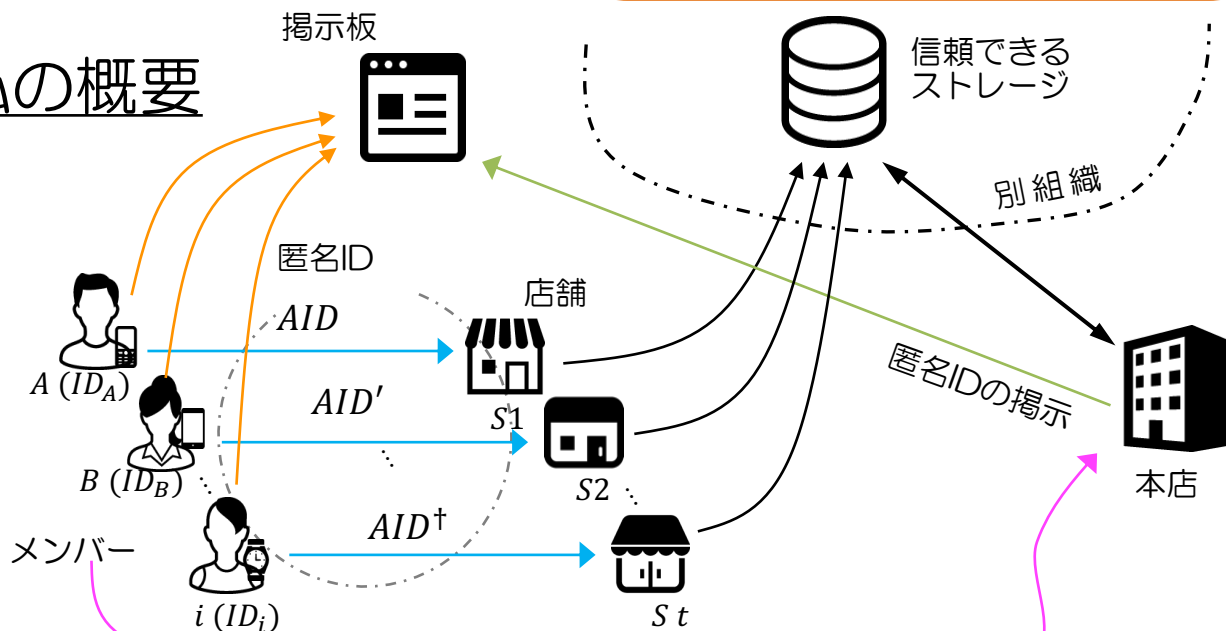 の概要
掲示板
信頼できる
ストレージ
別組織
匿名ID
AID
店舗
A (ID_A)
AID′
S1
匿名IDの掲示
B (ID_B)
⋱
S2
本店
メンバー
AID†
i (ID_i)
S t